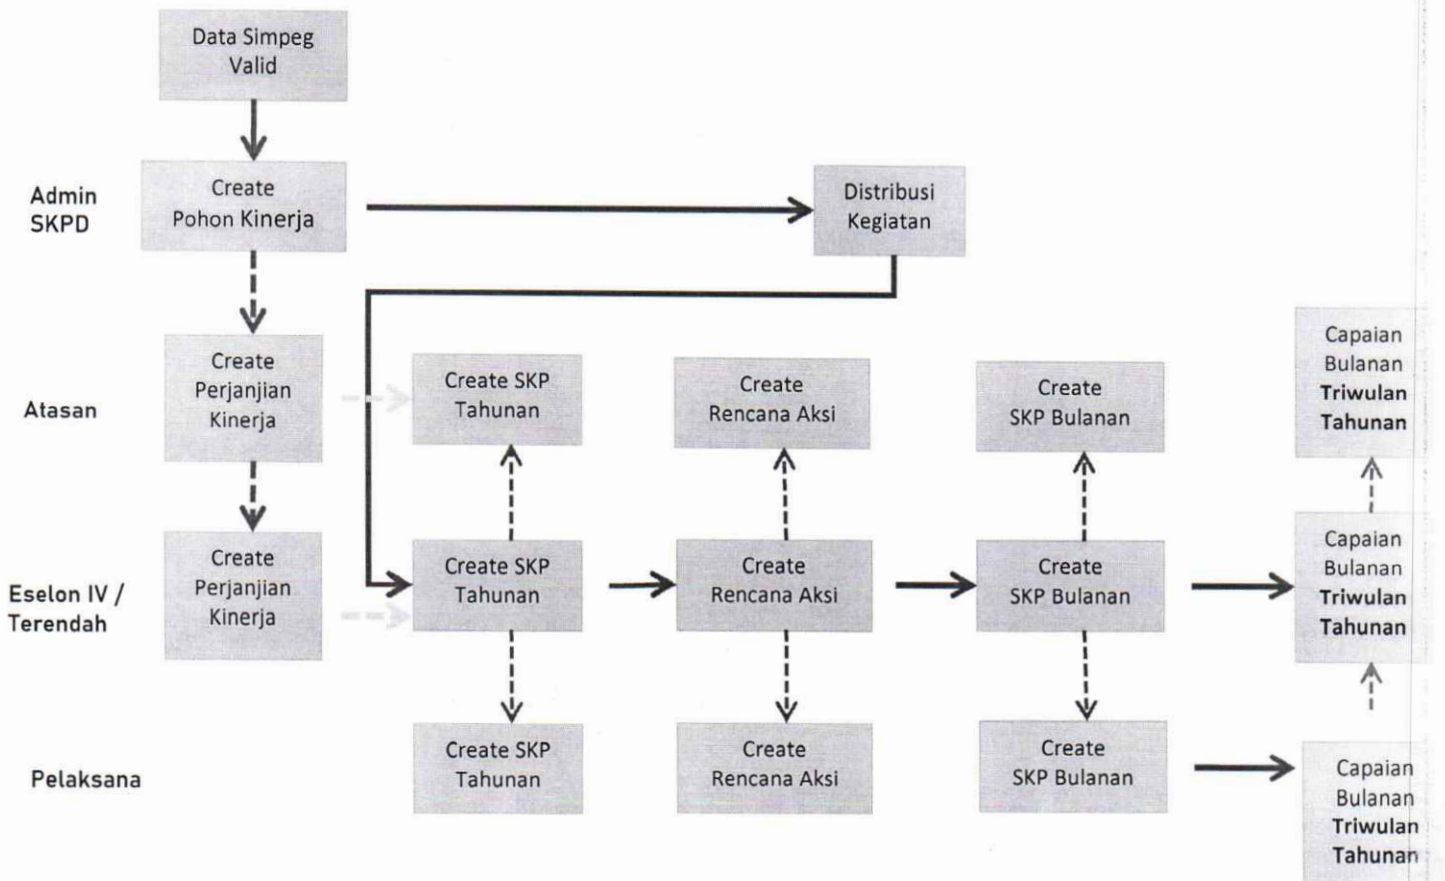 Data Simpeg
Valid
Admin
SKPD
Create
Pohon Kinerja
Distribusi
Kegiatan
Atasan
Create
Perjanjian
Kinerja
Create SKP
Tahunan
Create
Rencana Aksi
Create
SKP Bulanan
Capaian
Bulanan
Triwulan
Tahunan
Eselon IV /
Terendah
Create
Perjanjian
Kinerja
Create SKP
Tahunan
Create
Rencana Aksi
Create
SKP Bulanan
Capaian
Bulanan
Triwulan
Tahunan
Pelaksana
Create SKP
Tahunan
Create
Rencana Aksi
Create
SKP Bulanan
Capaian
Bulanan
Triwulan
Tahunan